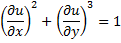 (∂u/∂x)² + (∂u/∂y)³ = 1